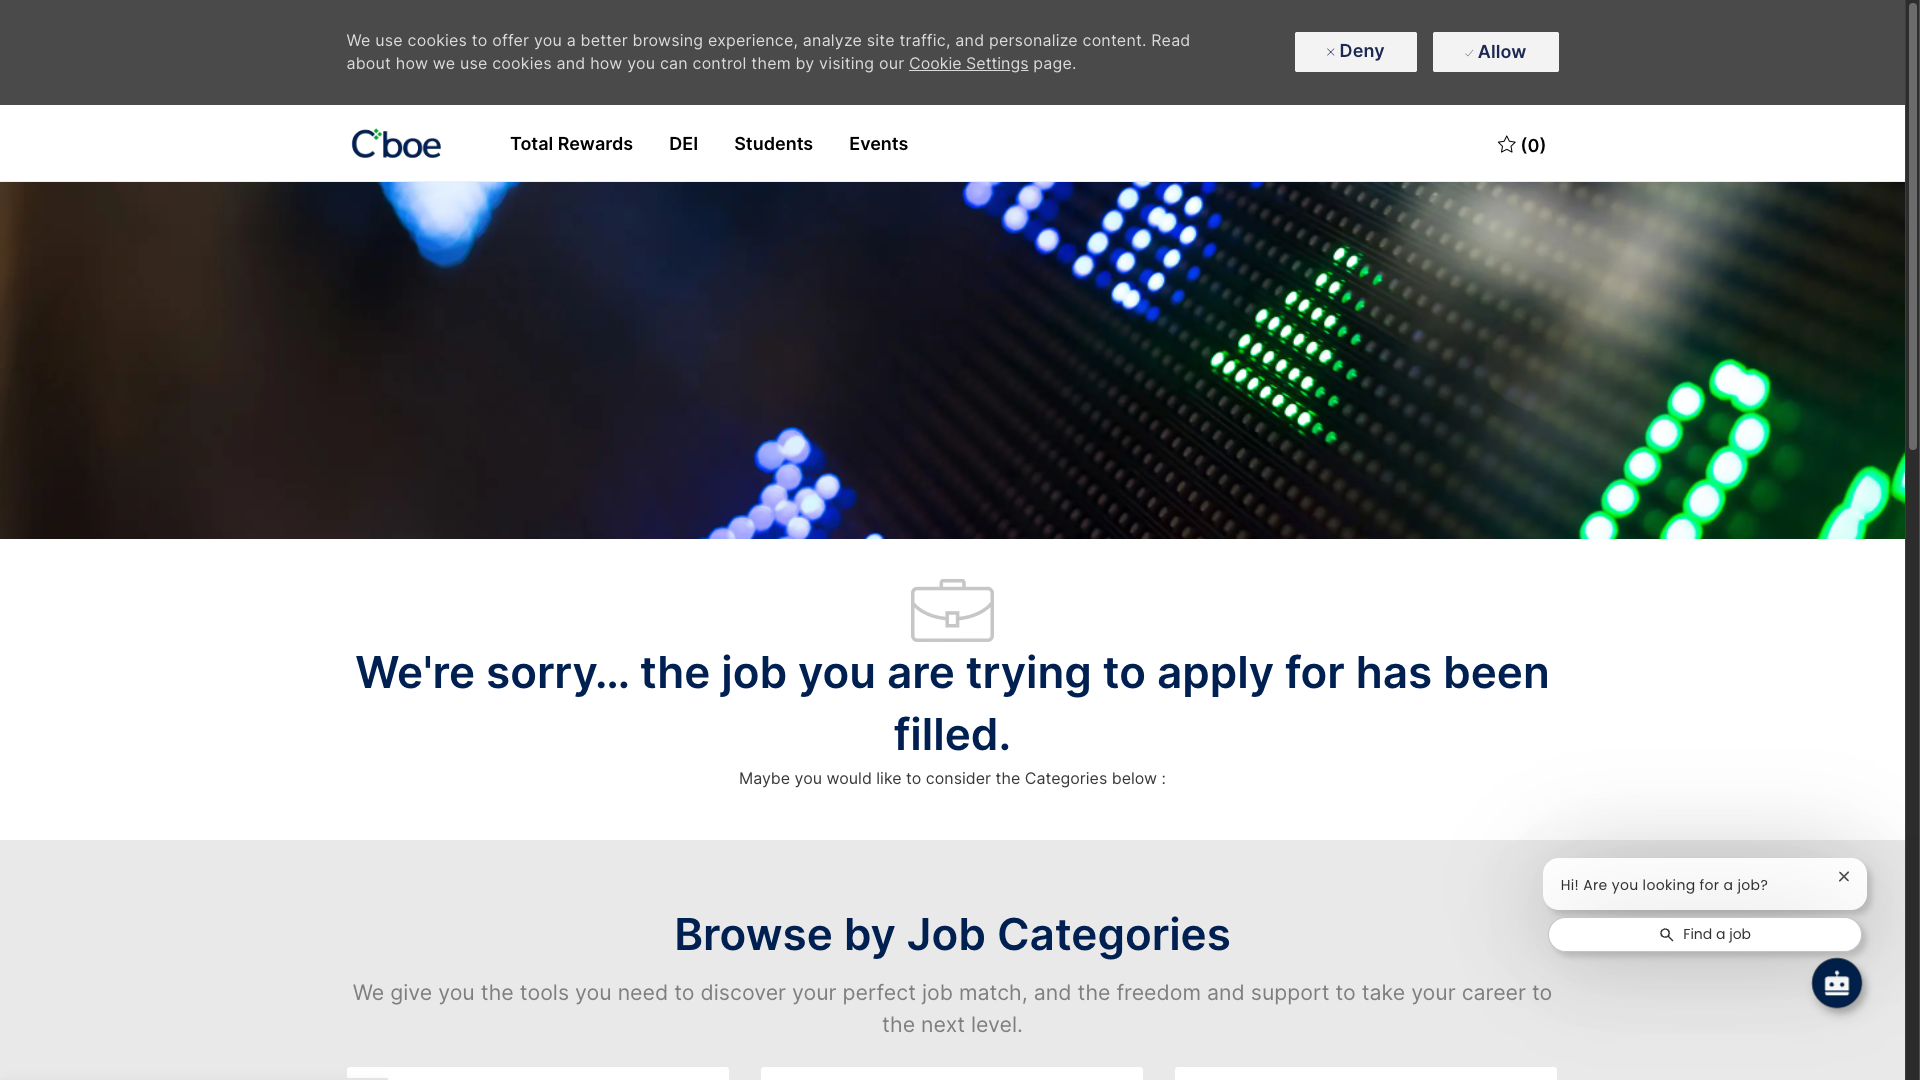 We use cookies to offer you a better browsing experience, analyze site traffic, and personalize content. Read
about how we use cookies and how you can control them by visiting our Cookie Settings page.
Deny
Allow
Cboe
Total Rewards
DEI
Students
Events
(0)
We're sorry... the job you are trying to apply for has been
filled.
Maybe you would like to consider the Categories below :
Hi! Are you looking for a job?
Find a job
Browse by Job Categories
We give you the tools you need to discover your perfect job match, and the freedom and support to take your career to
the next level.